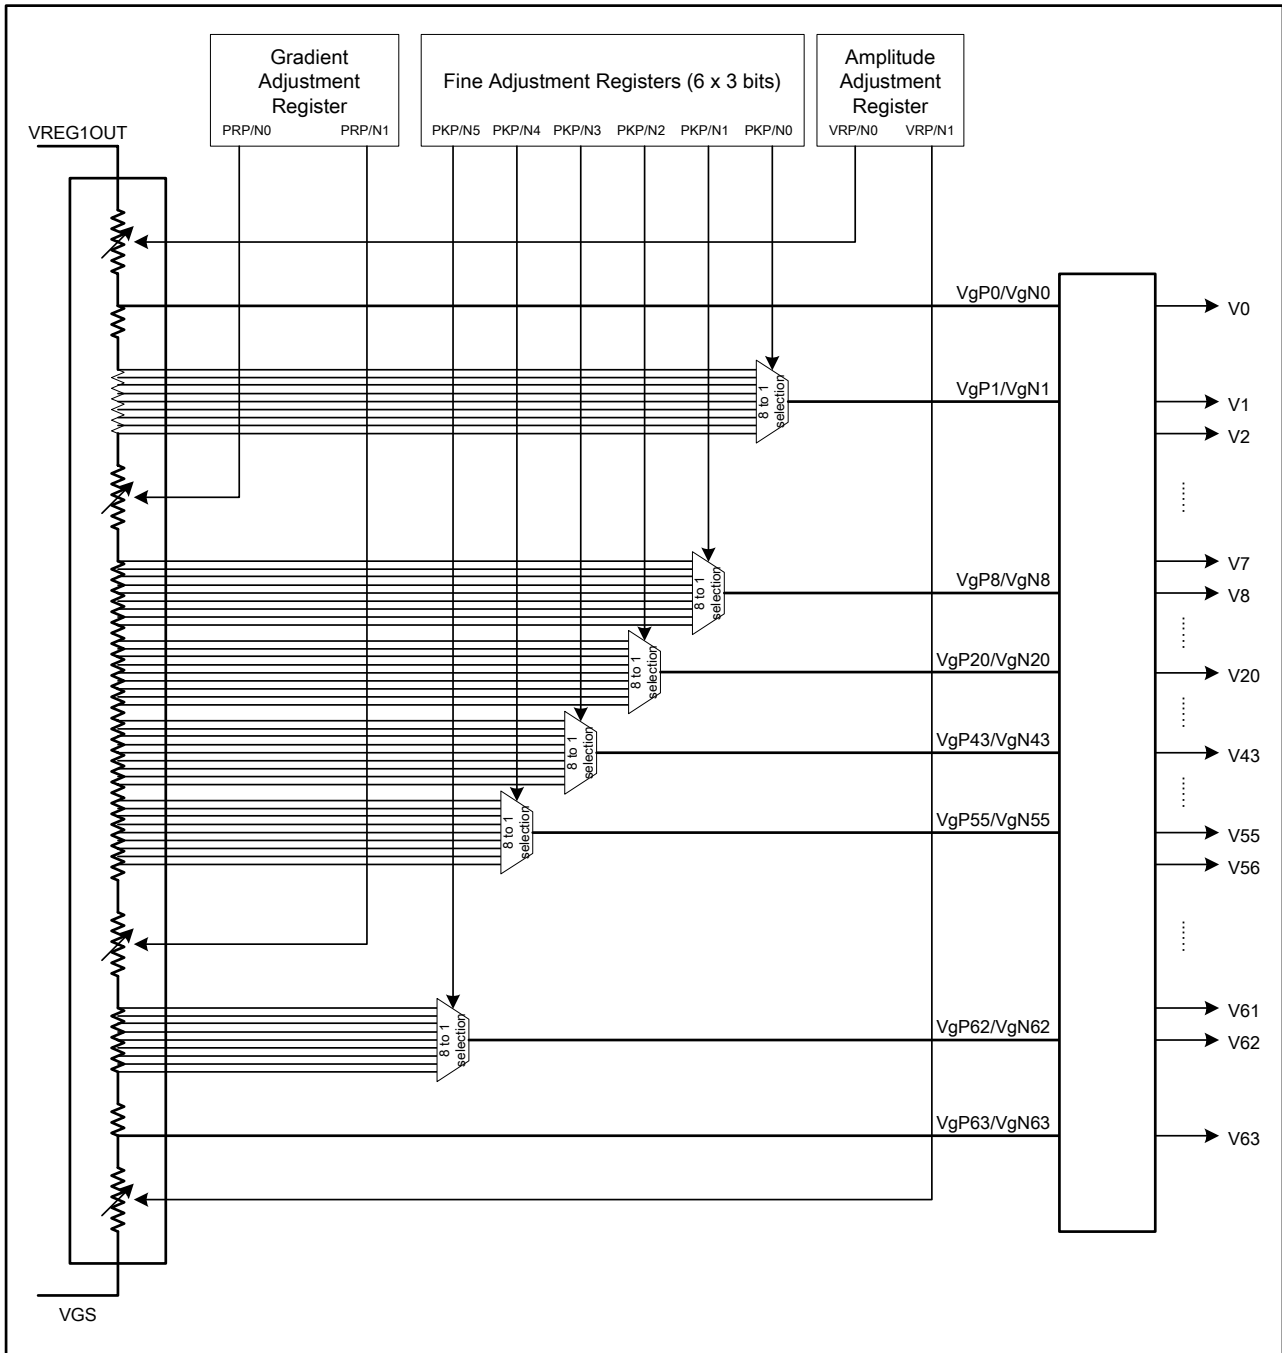 Gradient
Adjustment
Register
PRP/N0 PRP/N1
Fine Adjustment Registers (6 x 3 bits)
PKP/N5 PKP/N4 PKP/N3 PKP/N2 PKP/N1 PKP/N0
Amplitude
Adjustment
Register
VRP/N0 VRP/N1
VREG1OUT
VgP0/VgN0
V0
8 to 1
selection
VgP1/VgN1
V1
V2
V7
8 to 1
selection
VgP8/VgN8
V8
8 to 1
selection
VgP20/VgN20
V20
8 to 1
selection
VgP43/VgN43
V43
8 to 1
selection
VgP55/VgN55
V55
V56
V61
8 to 1
selection
VgP62/VgN62
V62
VgP63/VgN63
V63
VGS